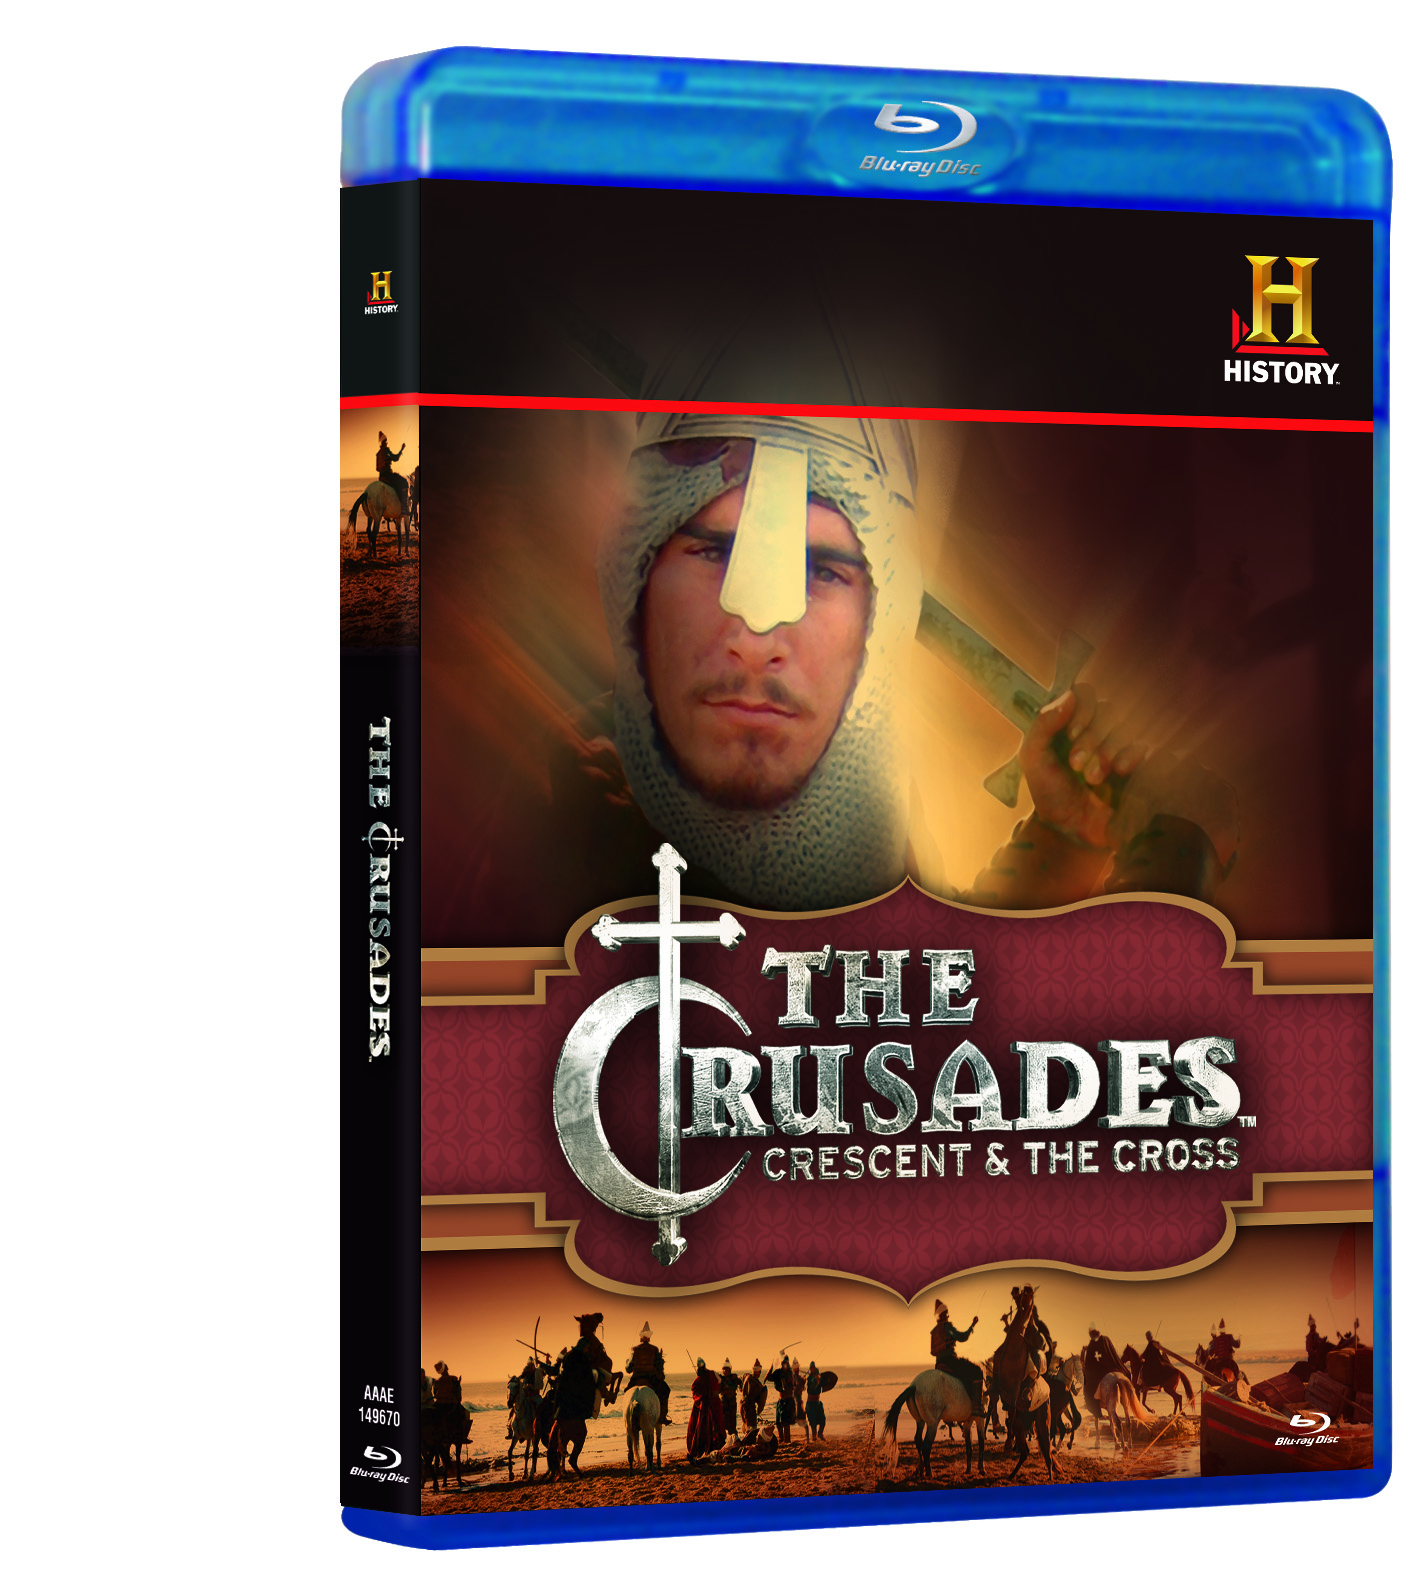 Blu-ray Disc
H
HISTORY
H
HISTORY
THE CRUSADES
AAAE
149670
Blu-ray Disc
THE
CRUSADES™
CRESCENT & THE CROSS
Blu-ray Disc